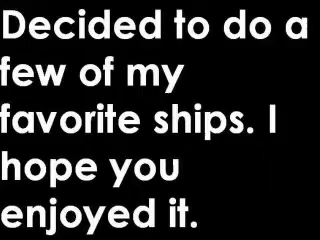 Decided to do a
few of my
favorite ships. I
hope you
enjoyed it.